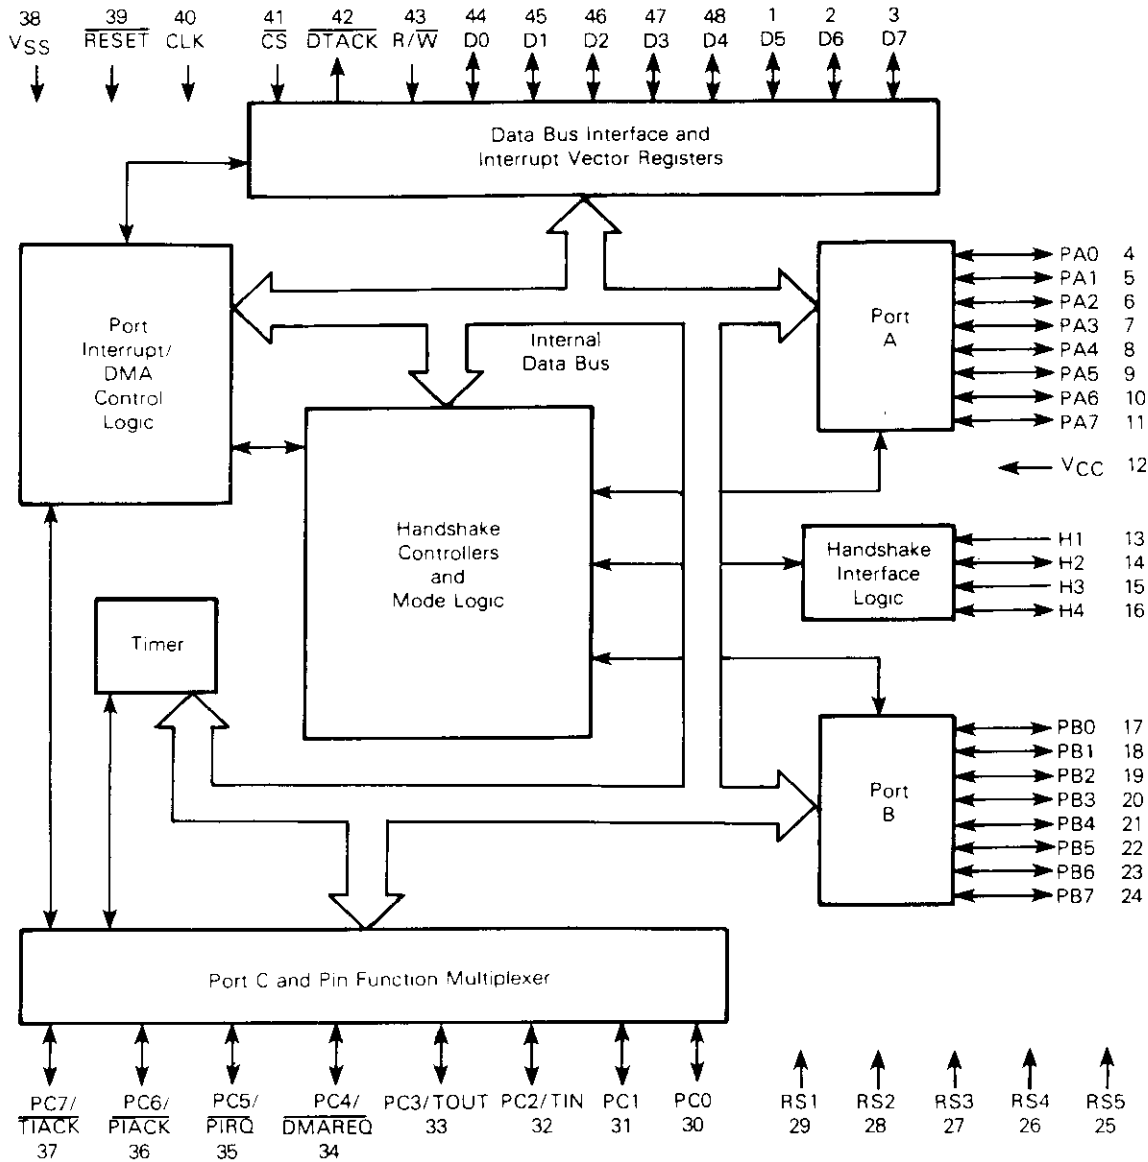 38 39 40 41 42 43 44 45 46 47 48 1 2 3
VSS RESET CLK CS DTACK R/W D0 D1 D2 D3 D4 D5 D6 D7
Data Bus Interface and
Interrupt Vector Registers
Port
Interrupt/
DMA
Control
Logic
Internal
Data Bus
Port
A
PA0 4
PA1 5
PA2 6
PA3 7
PA4 8
PA5 9
PA6 10
PA7 11
VCC 12
Handshake
Controllers
and
Mode Logic
Handshake
Interface
Logic
H1 13
H2 14
H3 15
H4 16
Timer
Port
B
PB0 17
PB1 18
PB2 19
PB3 20
PB4 21
PB5 22
PB6 23
PB7 24
Port C and Pin Function Multiplexer
PC7/ PC6/ PC5/ PC4/ PC3/TOUT PC2/TIN PC1 PC0 RS1 RS2 RS3 RS4 RS5
TIACK PIACK PIRQ DMAREQ 33 32 31 30 29 28 27 26 25
37 36 35 34